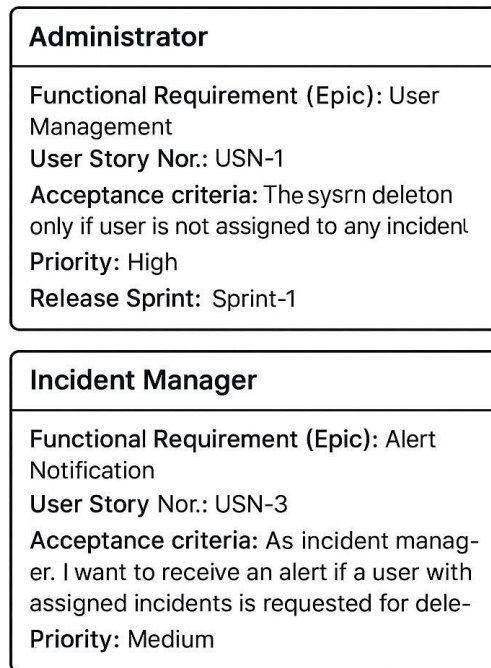 Administrator
Functional Requirement (Epic): User
Management
User Story Nor.: USN-1
Acceptance criteria: The sysrn deleton
only if user is not assigned to any incident
Priority: High
Release Sprint: Sprint-1
Incident Manager
Functional Requirement (Epic): Alert
Notification
User Story Nor.: USN-3
Acceptance criteria: As incident manag-
er. I want to receive an alert if a user with
assigned incidents is requested for dele-
Priority: Medium